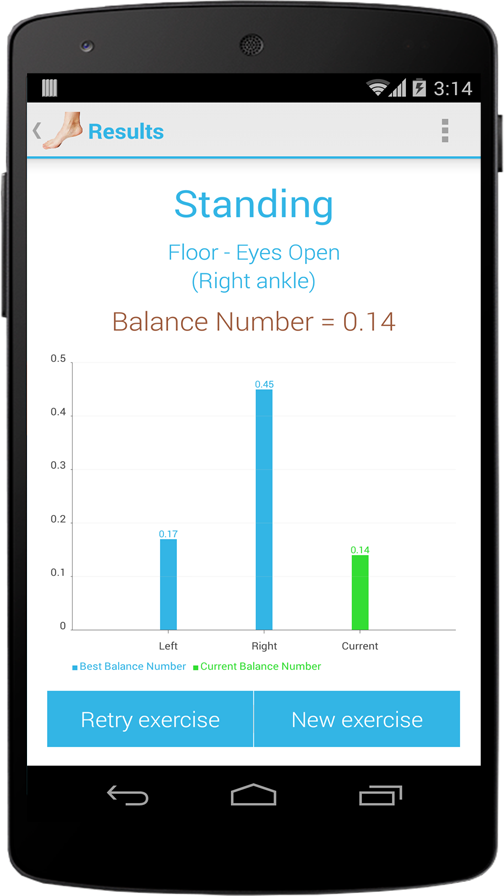 3:14
Results
Standing
Floor - Eyes Open
(Right ankle)
Balance Number = 0.14
0.5
0.4
0.3
0.2
0.1
0
0.17
0.45
0.14
Left Right Current
Best Balance Number Current Balance Number
Retry exercise New exercise